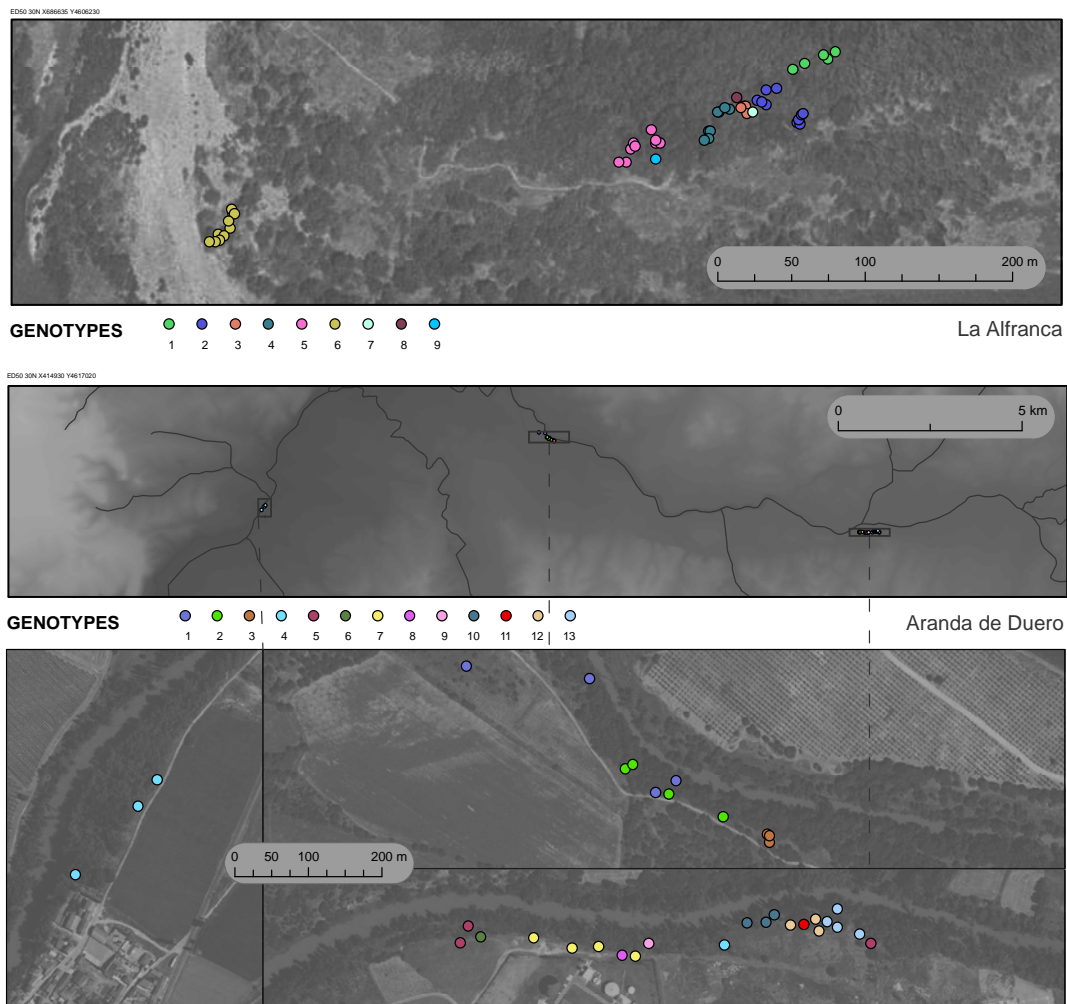 ED50 30N X686635 Y4606230
0 50 100 200 m
GENOTYPES
1 2 3 4 5 6 7 8 9
La Alfranca
ED50 30N X414930 Y4617020
0 5 km
GENOTYPES
1 2 3 4 5 6 7 8 9 10 11 12 13
Aranda de Duero
0 50 100 200 m